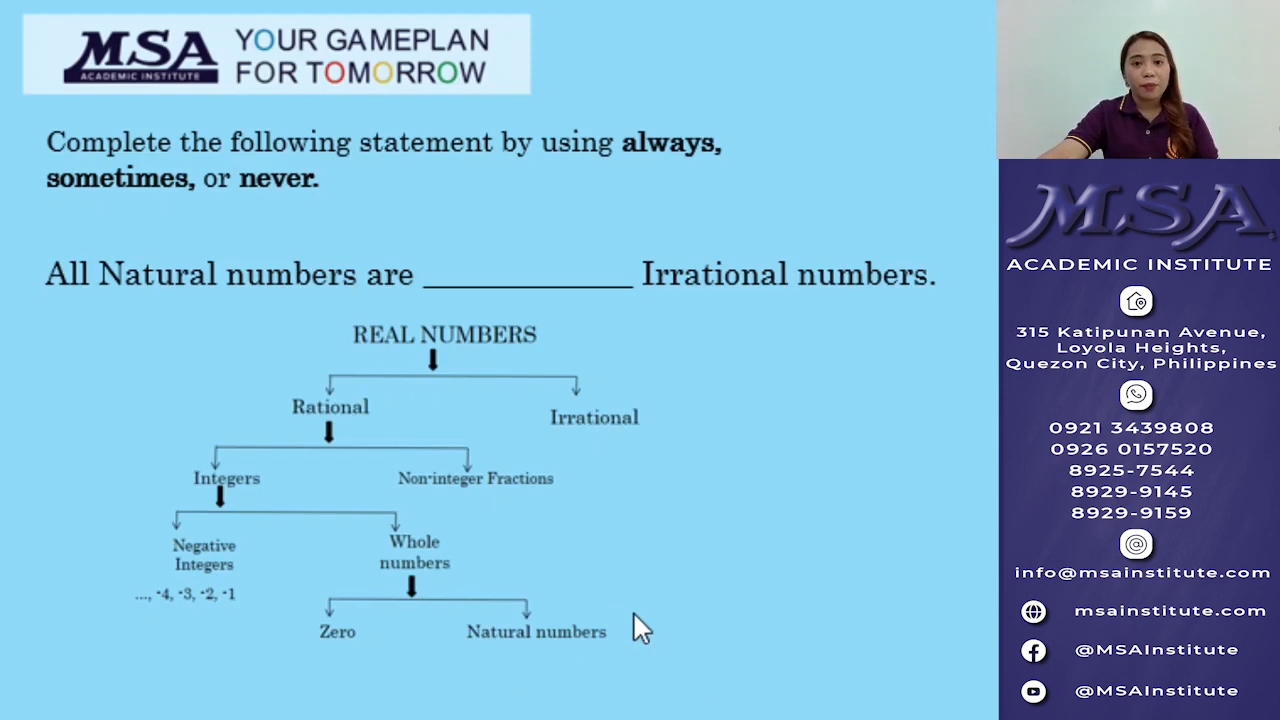 MSA
ACADEMIC INSTITUTE
YOUR GAMEPLAN
FOR TOMORROW
Complete the following statement by using always,
sometimes, or never.
All Natural numbers are ____________ Irrational numbers.
REAL NUMBERS
Rational
Irrational
Integers
Non-integer Fractions
Negative
Integers
Whole
numbers
..., -4, -3, -2, -1
Zero
Natural numbers
MSA
ACADEMIC INSTITUTE
315 Katipunan Avenue,
Loyola Heights,
Quezon City, Philippines
0921 3439808
0926 0157520
8925-7544
8929-9145
8929-9159
info@msainstitute.com
msainstitute.com
@MSAInstitute
@MSAInstitute